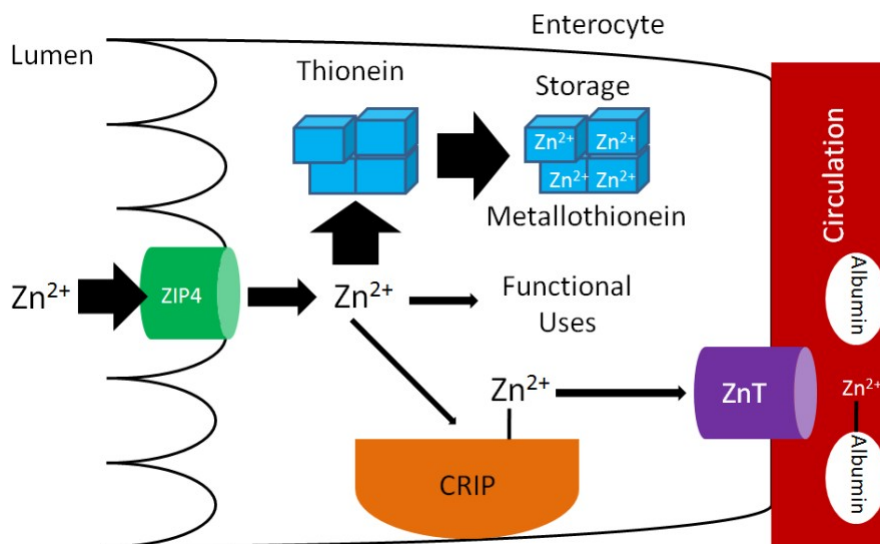 Enterocyte
Lumen
Thionein
Storage
Zn²⁺ Zn²⁺
Zn²⁺ Zn²⁺
Metallothionein
Circulation
Zn²⁺
ZIP4
Zn²⁺
Functional
Uses
Albumin
Zn²⁺
ZnT
Zn²⁺
CRIP
Albumin